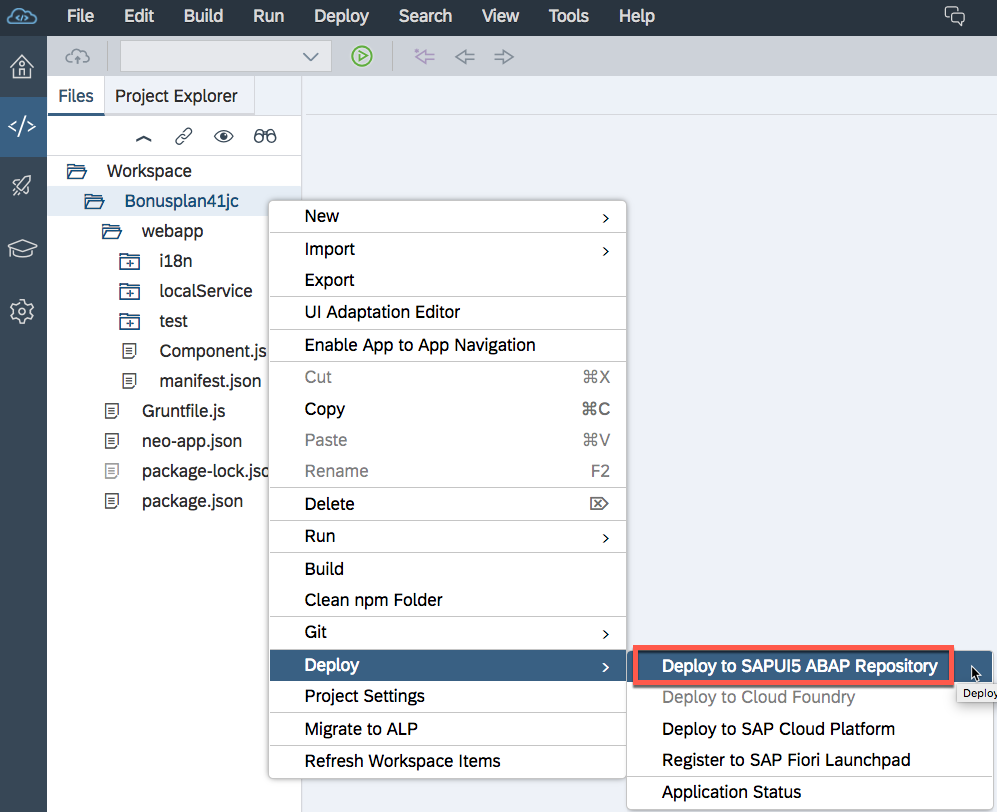 File Edit Build Run Deploy Search View Tools Help
Files Project Explorer
Workspace
Bonusplan41jc
webapp
i18n
localService
test
Component.js
manifest.json
Gruntfile.js
neo-app.json
package-lock.jso
package.json
New
Import
Export
UI Adaptation Editor
Enable App to App Navigation
Cut ⌘X
Copy ⌘C
Paste ⌘V
Rename F2
Delete
Run
Build
Clean npm Folder
Git
Deploy
Project Settings
Migrate to ALP
Refresh Workspace Items
Deploy to SAPUI5 ABAP Repository
Deploy to Cloud Foundry
Deploy to SAP Cloud Platform
Register to SAP Fiori Launchpad
Application Status
Deploy